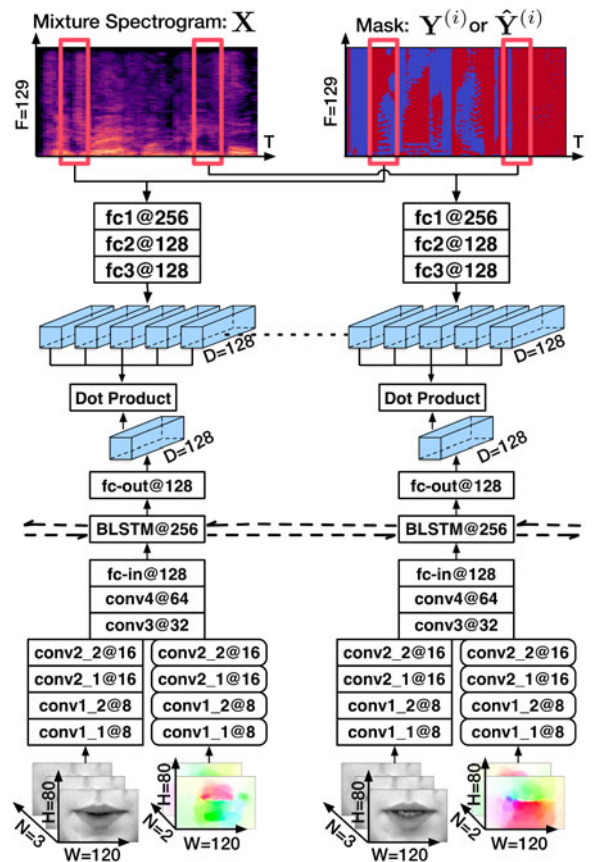 Mixture Spectrogram: X
Mask: Y^(i) or Ŷ^(i)
F=129
T
F=129
T
fc1@256
fc2@128
fc3@128
fc1@256
fc2@128
fc3@128
D=128
D=128
Dot Product
Dot Product
D=128
D=128
fc-out@128
fc-out@128
BLSTM@256
BLSTM@256
fc-in@128
conv4@64
conv3@32
fc-in@128
conv4@64
conv3@32
conv2_2@16
conv2_1@16
conv1_2@8
conv1_1@8
conv2_2@16
conv2_1@16
conv1_2@8
conv1_1@8
conv2_2@16
conv2_1@16
conv1_2@8
conv1_1@8
conv2_2@16
conv2_1@16
conv1_2@8
conv1_1@8
H=80
N=3
W=120
H=80
N=2
H=80
N=3
W=120
H=80
N=2